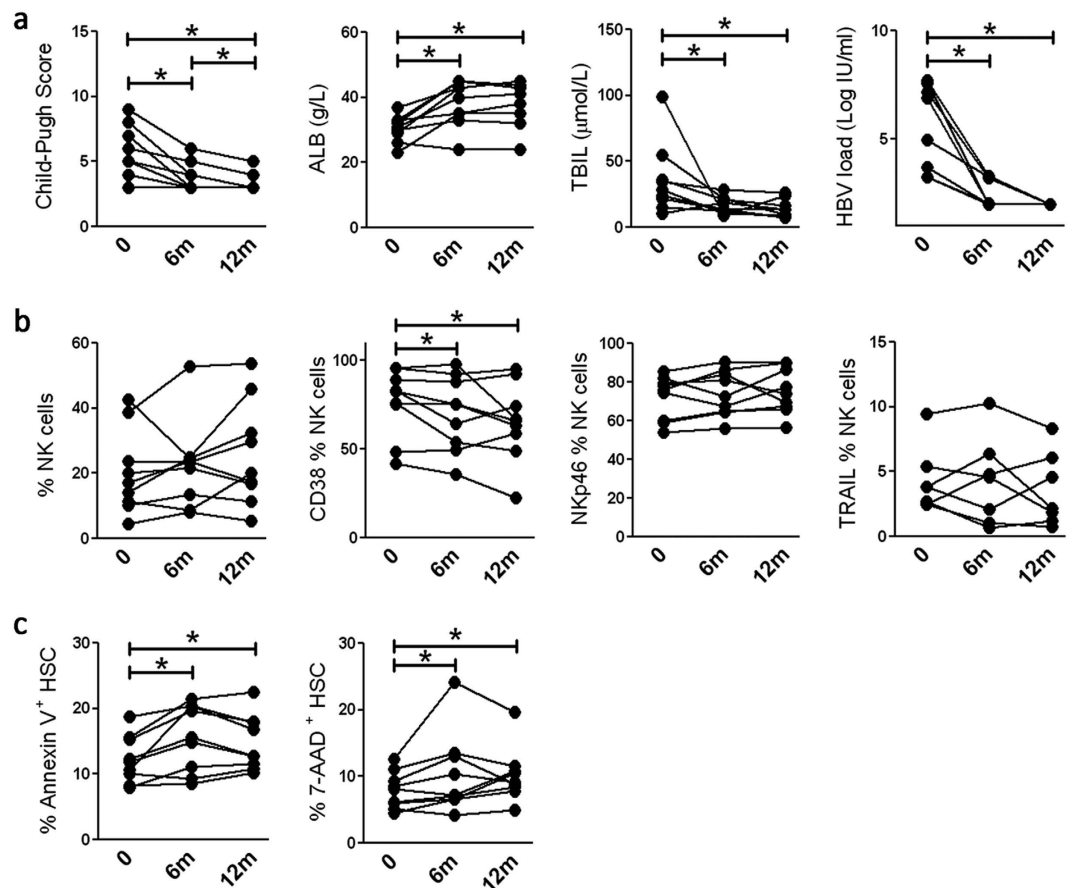 a
Child-Pugh Score
15
10
5
0
*
*
*
0
6m
12m
ALB (g/L)
60
40
20
0
*
*
0
6m
12m
TBIL (μmol/L)
150
100
50
0
*
*
0
6m
12m
HBV load (Log IU/ml)
10
5
*
*
0
6m
12m
b
% NK cells
60
40
20
0
0
6m
12m
CD38 % NK cells
100
50
0
*
*
0
6m
12m
NKp46 % NK cells
100
80
60
40
20
0
0
6m
12m
TRAIL % NK cells
15
10
5
0
0
6m
12m
c
% Annexin V+ HSC
30
20
10
0
*
*
0
6m
12m
% 7-AAD + HSC
30
20
10
0
*
*
0
6m
12m